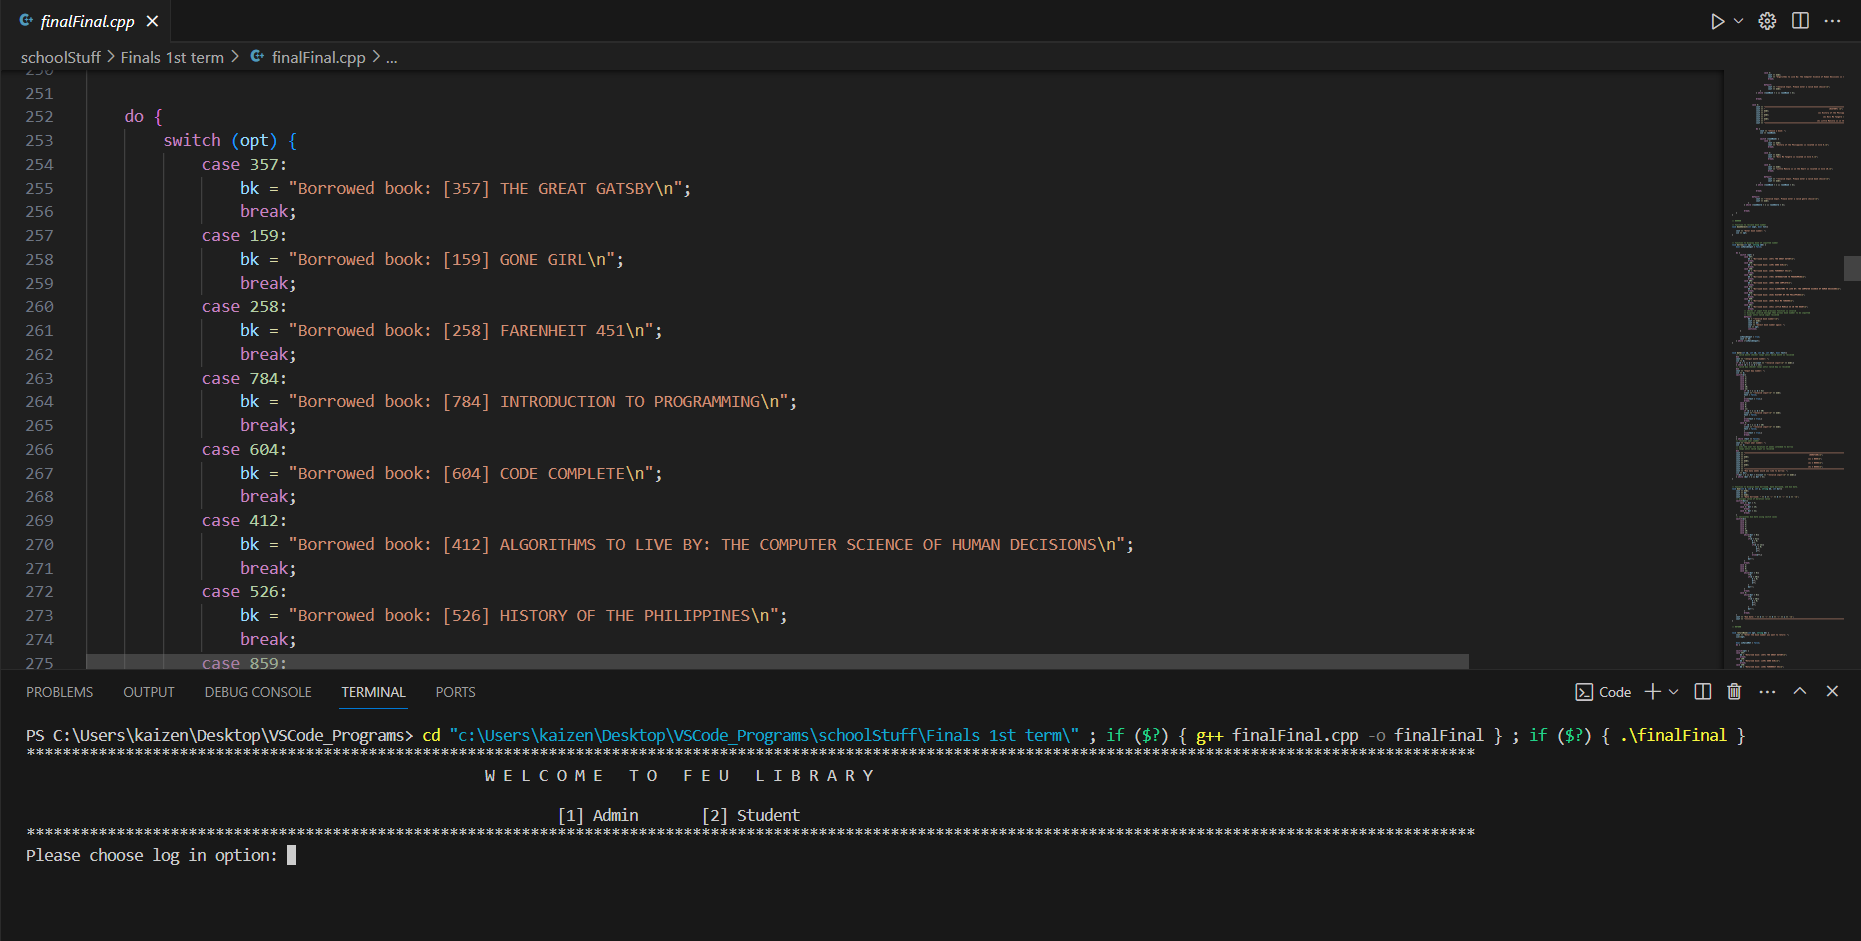 finalFinal.cpp
schoolStuff > Finals 1st term > finalFinal.cpp > ...
250
251
252 do {
253 switch (opt) {
254 case 357:
255 bk = "Borrowed book: [357] THE GREAT GATSBY\n";
256 break;
257 case 159:
258 bk = "Borrowed book: [159] GONE GIRL\n";
259 break;
260 case 258:
261 bk = "Borrowed book: [258] FARENHEIT 451\n";
262 break;
263 case 784:
264 bk = "Borrowed book: [784] INTRODUCTION TO PROGRAMMING\n";
265 break;
266 case 604:
267 bk = "Borrowed book: [604] CODE COMPLETE\n";
268 break;
269 case 412:
270 bk = "Borrowed book: [412] ALGORITHMS TO LIVE BY: THE COMPUTER SCIENCE OF HUMAN DECISIONS\n";
271 break;
272 case 526:
273 bk = "Borrowed book: [526] HISTORY OF THE PHILIPPINES\n";
274 break;
275 case 859:
PROBLEMS OUTPUT DEBUG CONSOLE TERMINAL PORTS Code
PS C:\Users\kaizen\Desktop\VSCode_Programs> cd "c:\Users\kaizen\Desktop\VSCode_Programs\schoolStuff\Finals 1st term\" ; if ($?) { g++ finalFinal.cpp -o finalFinal } ; if ($?) { .\finalFinal }
*****************************************************************************************************************************************************************
W E L C O M E   T O   F E U   L I B R A R Y
[1] Admin [2] Student
*****************************************************************************************************************************************************************
Please choose log in option: